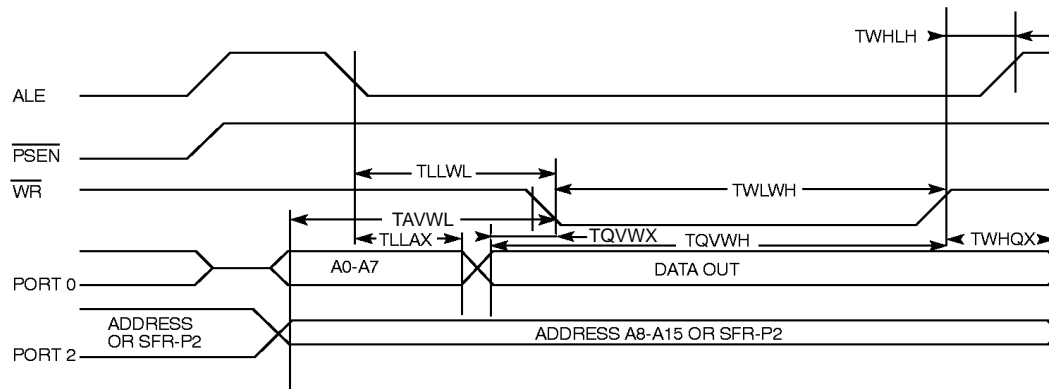 TWHLH
ALE
PSEN
TLLWL
WR
TWLWH
TAVWL
TLLAX
TQVWX
TQVWH
TWHQX
PORT 0
A0-A7
DATA OUT
ADDRESS
OR SFR-P2
ADDRESS A8-A15 OR SFR-P2
PORT 2